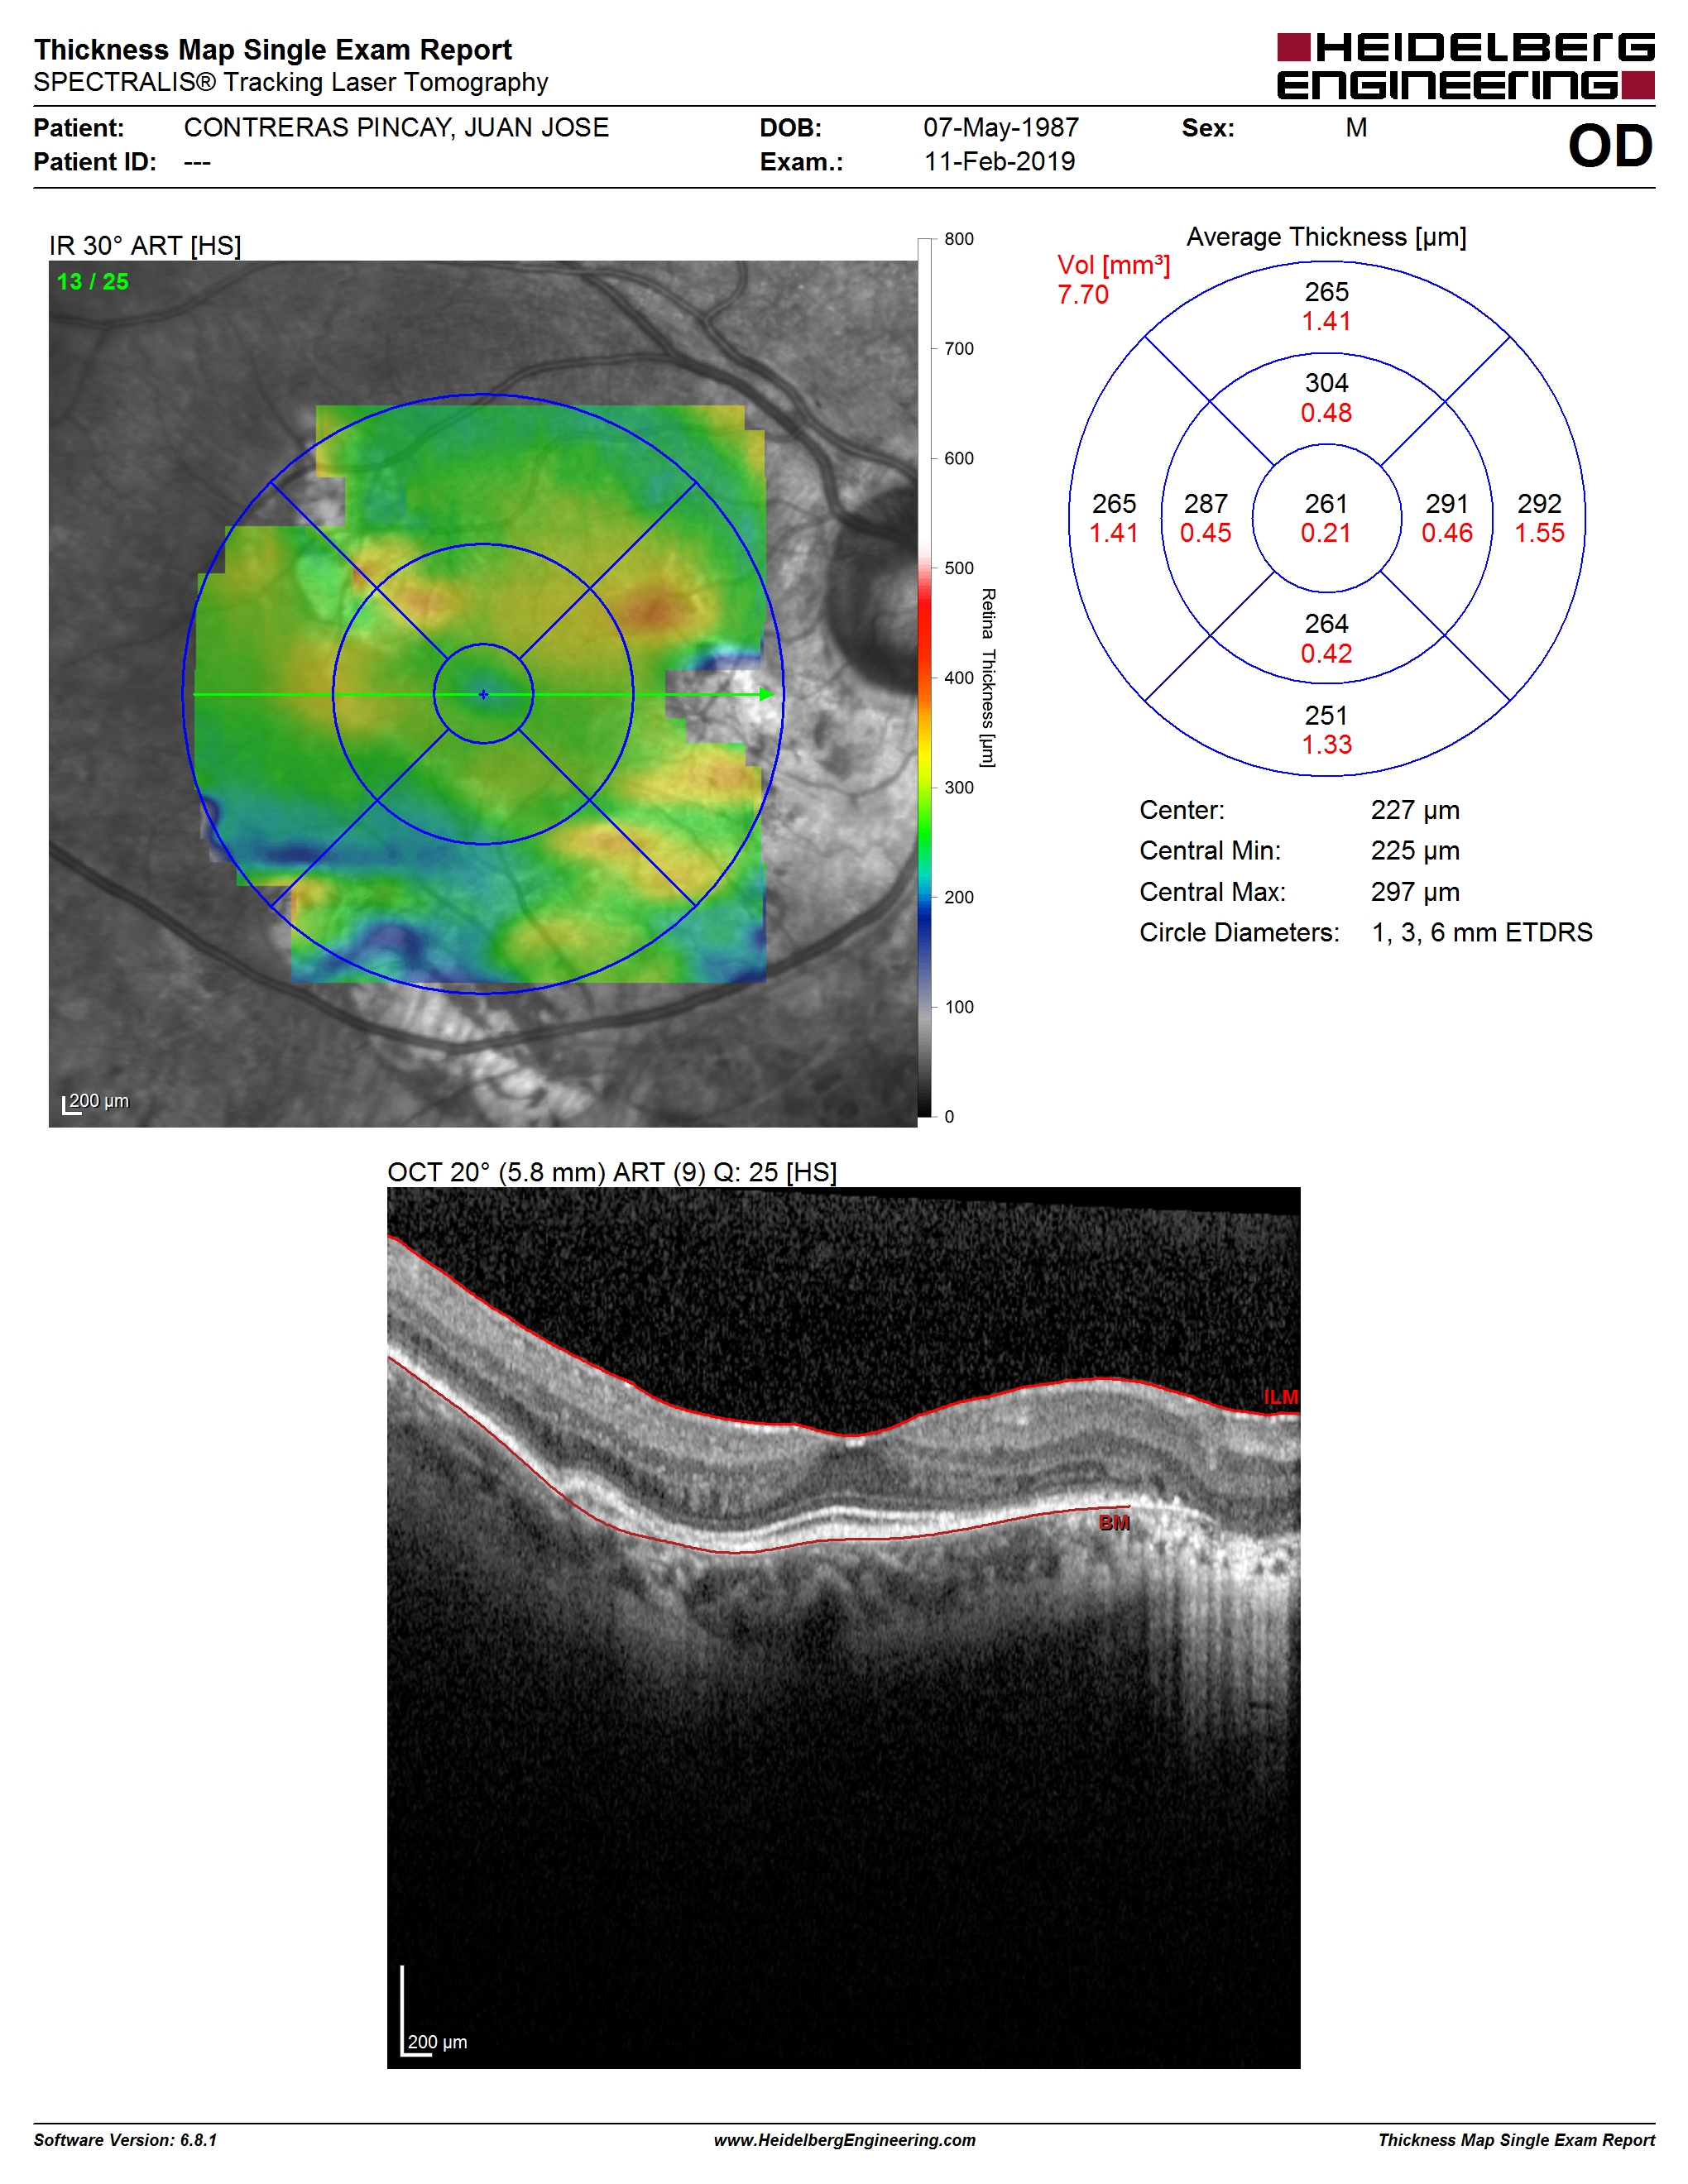 Thickness Map Single Exam Report
SPECTRALIS® Tracking Laser Tomography
HEIDELBERG
ENGINEERING
Patient: CONTRERAS PINCAY, JUAN JOSE DOB: 07-May-1987 Sex: M
Patient ID: --- Exam.: 11-Feb-2019
OD
IR 30° ART [HS]
13 / 25
200 µm
800
700
600
500
400
300
200
100
0
Retina Thickness [µm]
Average Thickness [µm]
Vol [mm³]
7.70
265
1.41
304
0.48
265 287 261 291 292
1.41 0.45 0.21 0.46 1.55
264
0.42
251
1.33
Center: 227 µm
Central Min: 225 µm
Central Max: 297 µm
Circle Diameters: 1, 3, 6 mm ETDRS
OCT 20° (5.8 mm) ART (9) Q: 25 [HS]
ILM
BM
200 µm
Software Version: 6.8.1 www.HeidelbergEngineering.com Thickness Map Single Exam Report